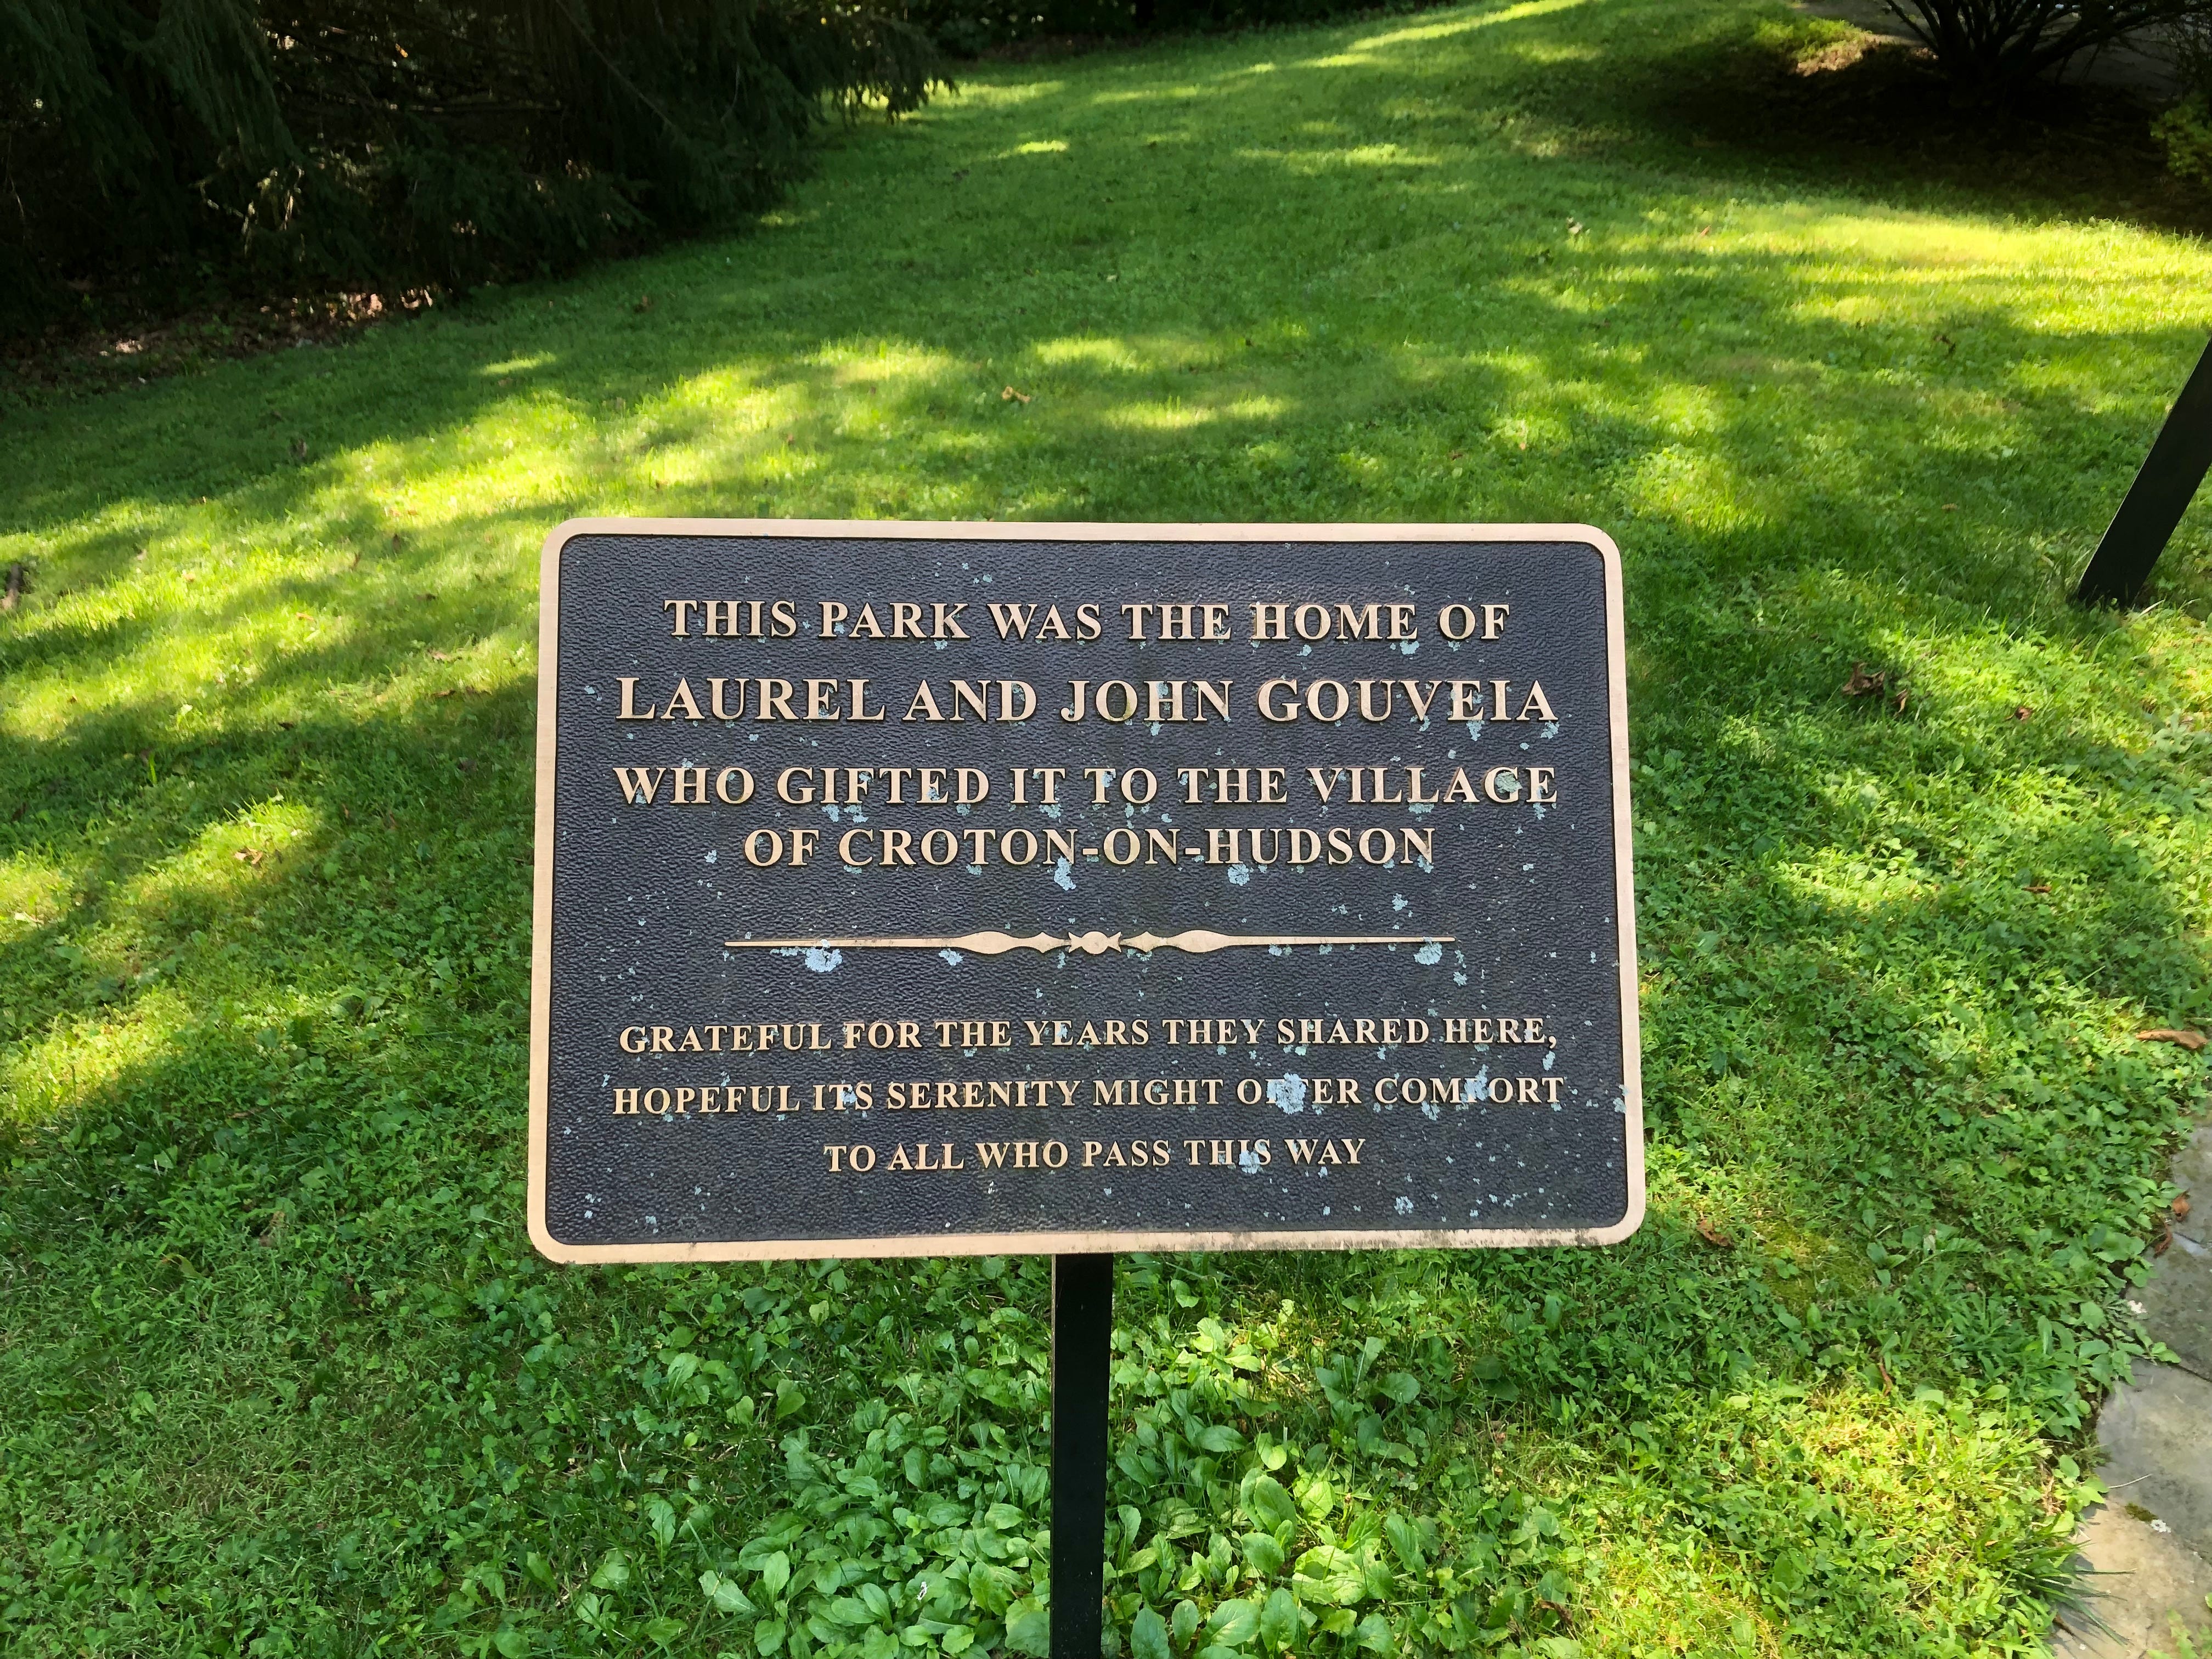 THIS PARK WAS THE HOME OF
LAUREL AND JOHN GOUVEIA
WHO GIFTED IT TO THE VILLAGE
OF CROTON-ON-HUDSON
GRATEFUL FOR THE YEARS THEY SHARED HERE,
HOPEFUL ITS SERENITY MIGHT OFFER COMFORT
TO ALL WHO PASS THIS WAY